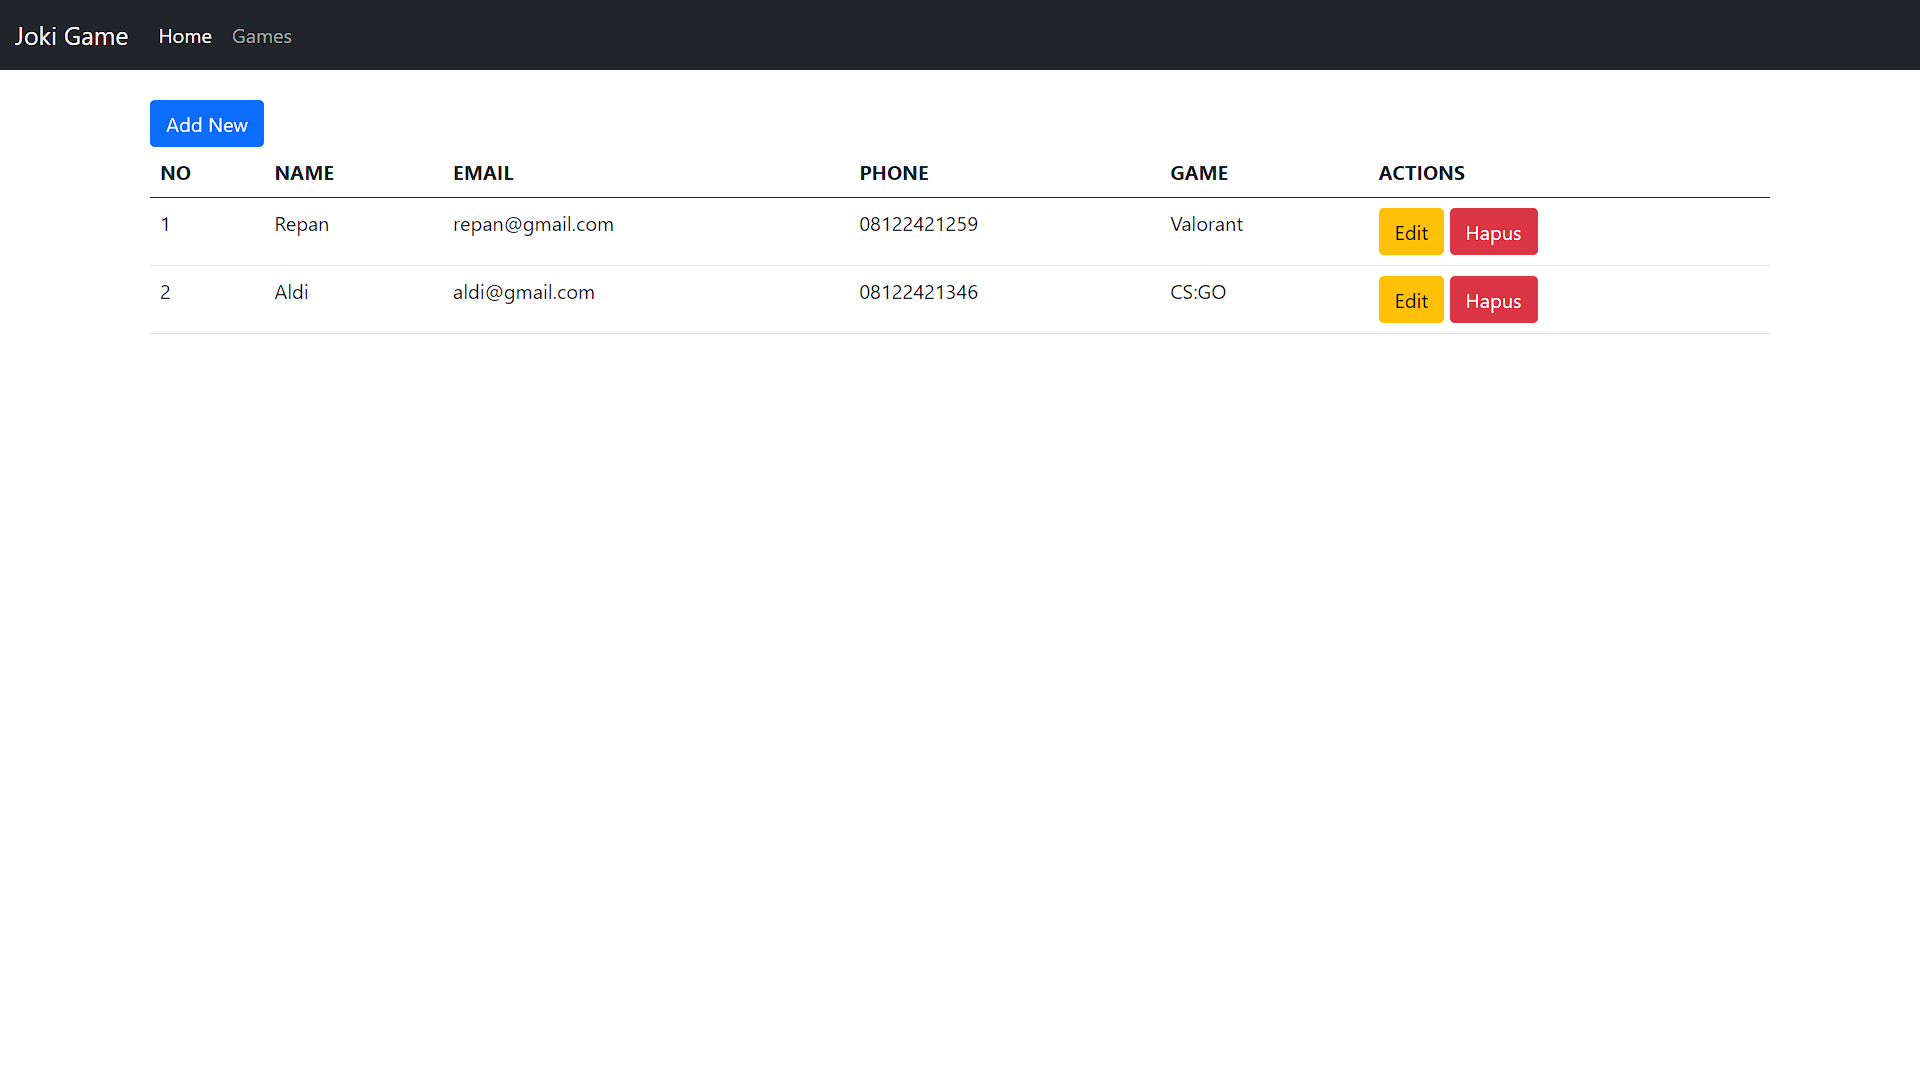 Joki Game Home Games
Add New
NO NAME EMAIL PHONE GAME ACTIONS
1 Repan repan@gmail.com 08122421259 Valorant Edit Hapus
2 Aldi aldi@gmail.com 08122421346 CS:GO Edit Hapus